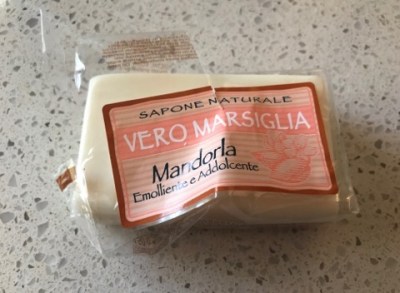 SAPONE NATURALE
VERO MARSIGLIA
Mandorla
Emolliente e Addolcente